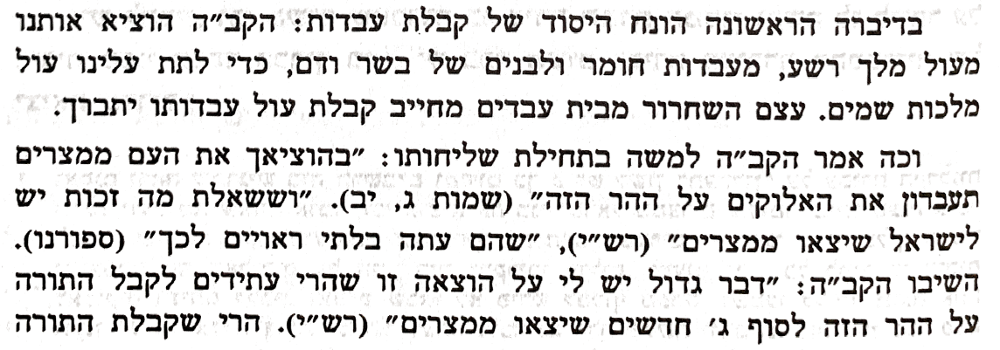 בדיברה הראשונה הונח היסוד של קבלת עבדות: הקב״ה הוציא אותנו
מעול מלך רשע, מעבדות חומר ולבנים של בשר ודם, כדי לתת עלינו עול
מלכות שמים. עצם השחרור מבית עבדים מחייב קבלת עול עבדותו יתברך.
וכה אמר הקב״ה למשה בתחילת שליחותו: ״בהוציאך את העם ממצרים
תעבדון את האלוקים על ההר הזה״ (שמות ג, יב). ״וששאלת מה זכות יש
לישראל שיצאו ממצרים״ (רש״י), ״שהם עתה בלתי ראויים לכך״ (ספורנו).
השיבו הקב״ה: ״דבר גדול יש לי על הוצאה זו שהרי עתידים לקבל התורה
על ההר הזה לסוף ג׳ חדשים שיצאו ממצרים״ (רש״י). הרי שקבלת התורה